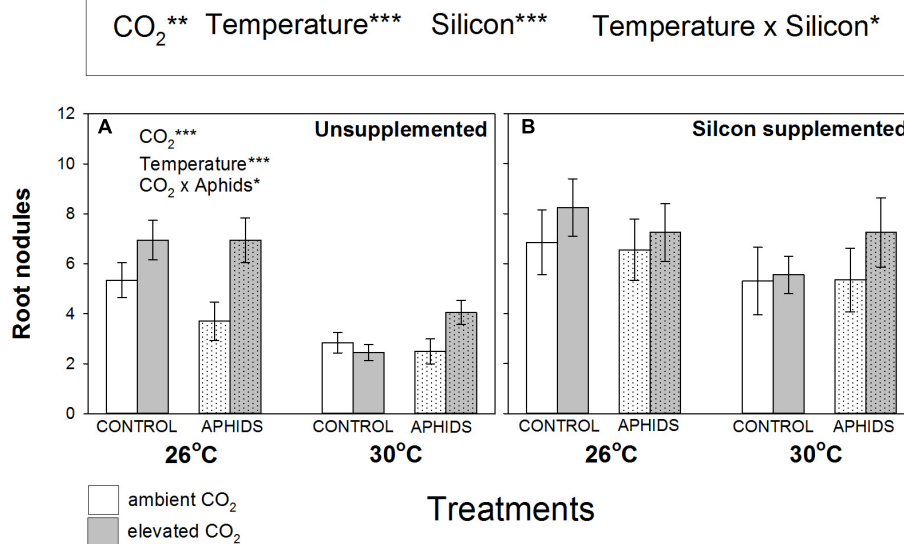 CO2** Temperature*** Silicon*** Temperature x Silicon*
A Unsupplemented
CO2***
Temperature***
CO2 x Aphids*
B Silcon supplemented
Root nodules
12
10
8
6
4
2
0
CONTROL APHIDS CONTROL APHIDS CONTROL APHIDS CONTROL APHIDS
26°C 30°C 26°C 30°C
Treatments
ambient CO2
elevated CO2